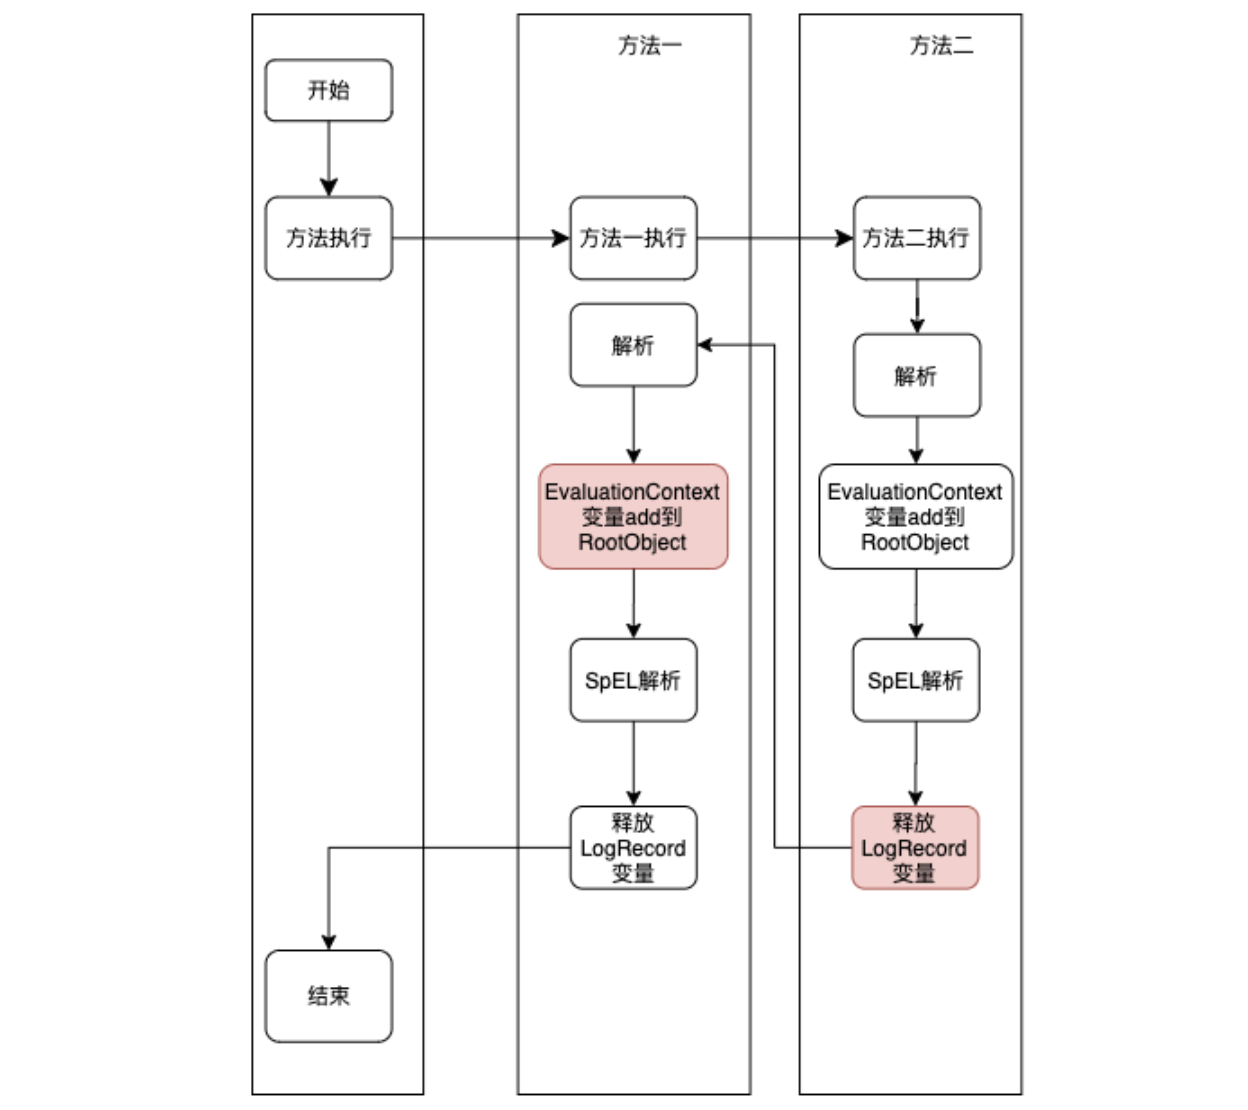 方法一
方法二
开始
方法执行
方法一执行
方法二执行
解析
解析
EvaluationContext
变量add到
RootObject
EvaluationContext
变量add到
RootObject
SpEL解析
SpEL解析
释放
LogRecord
变量
释放
LogRecord
变量
结束